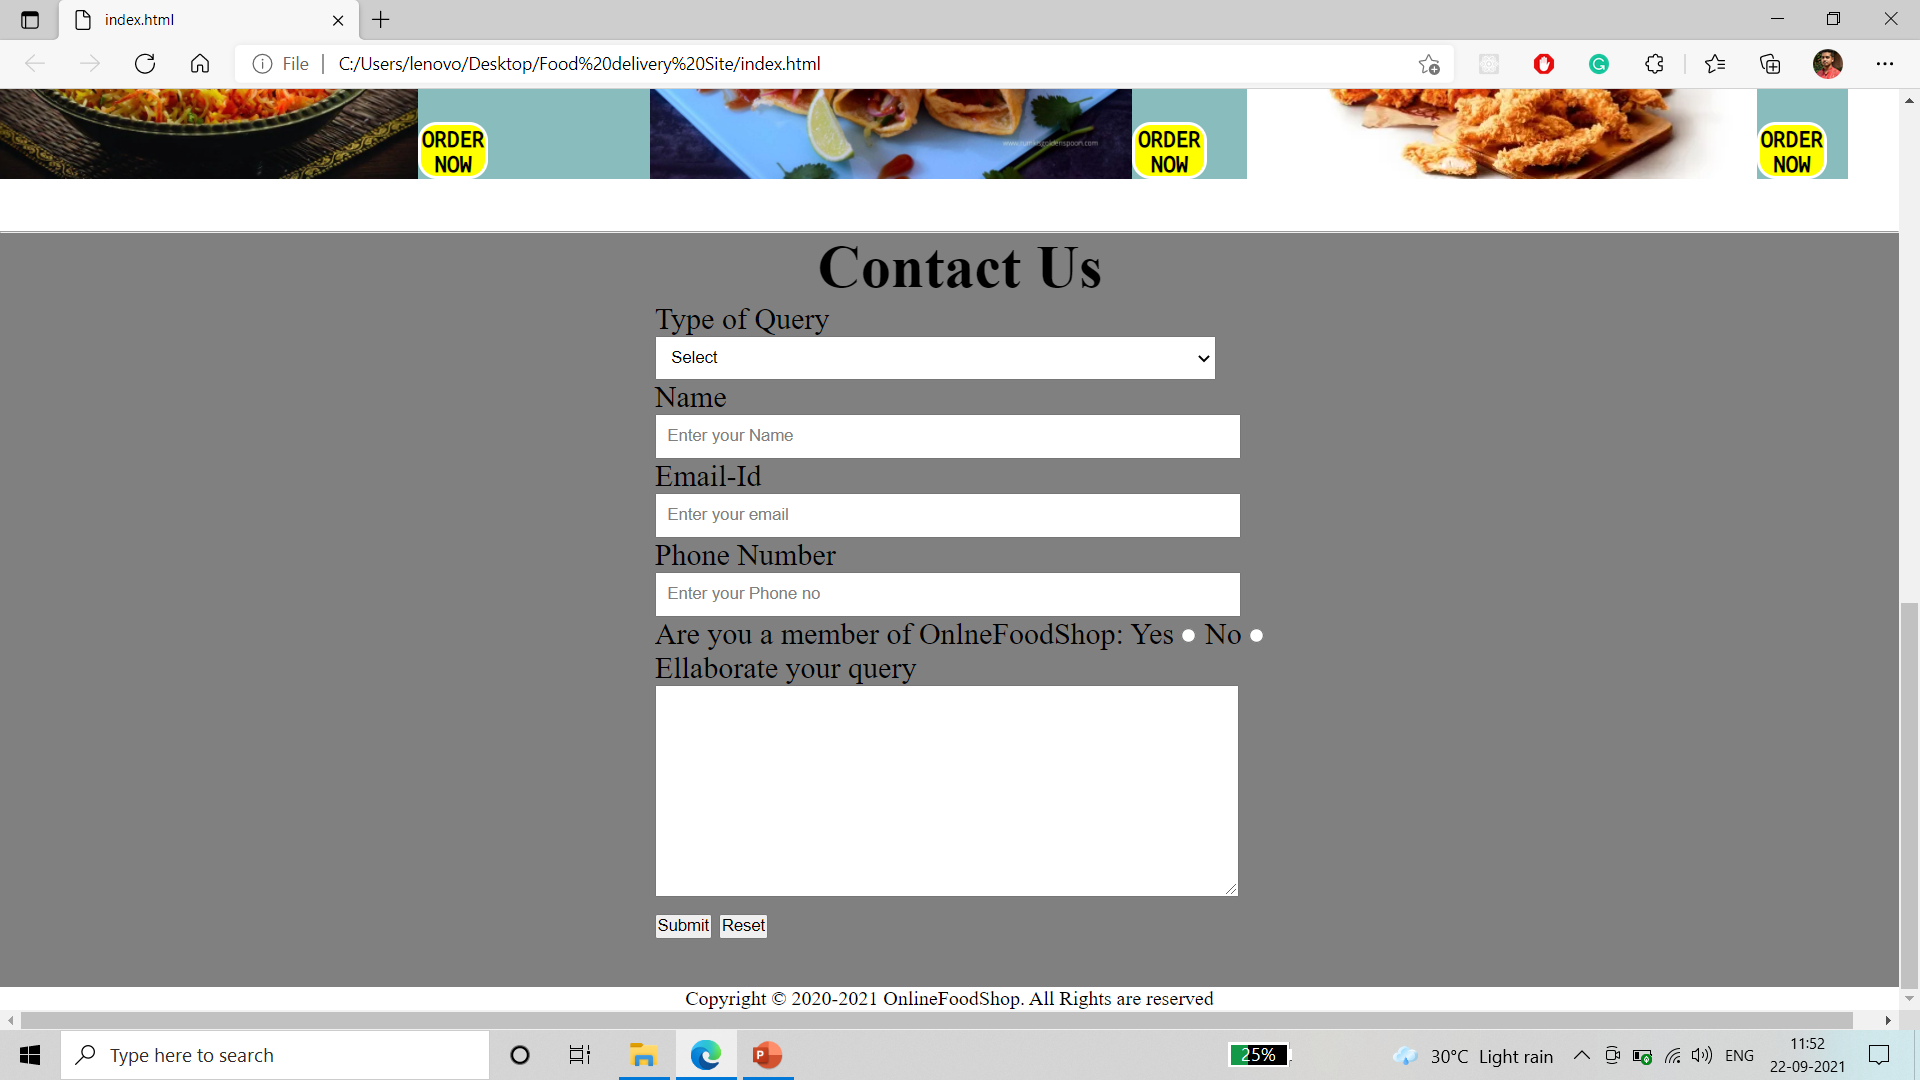 index.html
File
C:/Users/lenovo/Desktop/Food%20delivery%20Site/index.html
ORDER
NOW
ORDER
NOW
ORDER
NOW
Contact Us
Type of Query
Select
Name
Enter your Name
Email-Id
Enter your email
Phone Number
Enter your Phone no
Are you a member of OnlneFoodShop: Yes No
Ellaborate your query
Submit Reset
Copyright © 2020-2021 OnlineFoodShop. All Rights are reserved
Type here to search
25%
30°C Light rain
ENG
11:52
22-09-2021